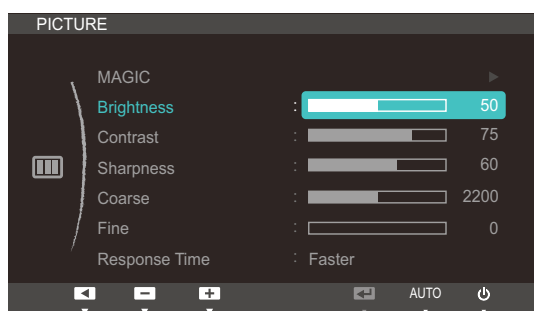 PICTURE
MAGIC
Brightness : 50
Contrast : 75
Sharpness : 60
Coarse : 2200
Fine : 0
Response Time : Faster
AUTO